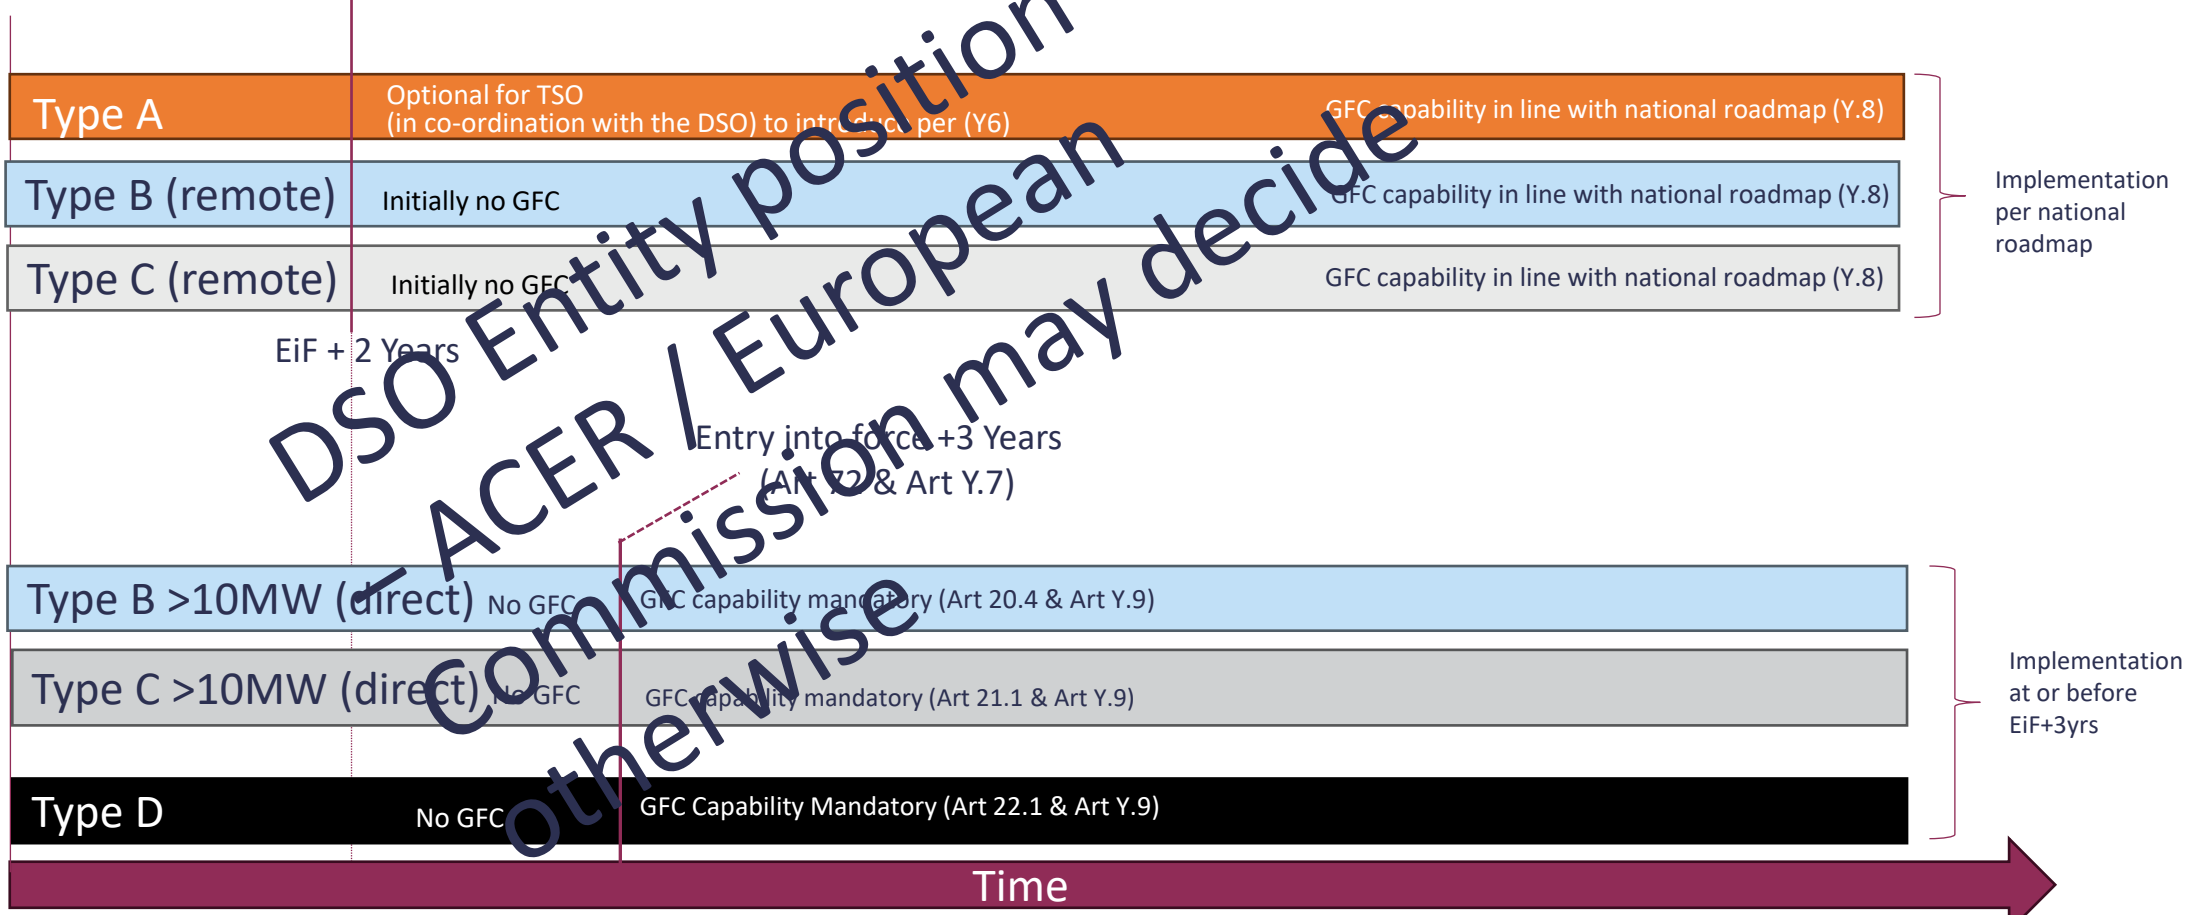 Type A
Optional for TSO
(in co-ordination with the DSO) to introduce per (Y6)
GFC capability in line with national roadmap (Y.8)
Type B (remote)
Initially no GFC
GFC capability in line with national roadmap (Y.8)
Type C (remote)
Initially no GFC
GFC capability in line with national roadmap (Y.8)
Implementation
per national
roadmap
EiF + 2 Years
DSO Entity position
– ACER / European
Commission may decide
otherwise
Entry into force +3 Years
(Art 72 & Art Y.7)
Type B >10MW (direct)
No GFC
GFC capability mandatory (Art 20.4 & Art Y.9)
Type C >10MW (direct)
No GFC
GFC capability mandatory (Art 21.1 & Art Y.9)
Type D
No GFC
GFC Capability Mandatory (Art 22.1 & Art Y.9)
Implementation
at or before
EiF+3yrs
Time